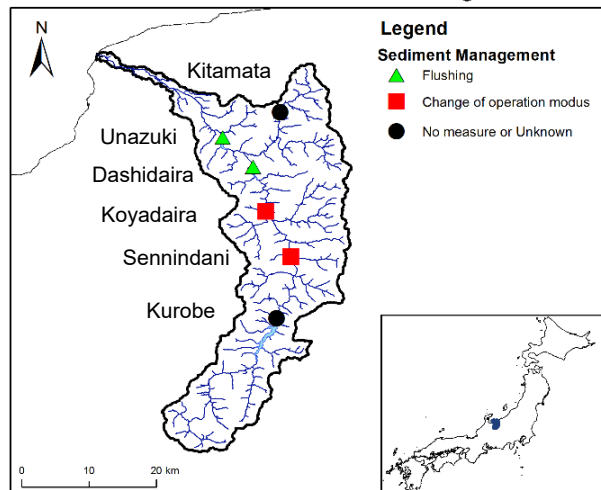 N
Legend
Sediment Management
Flushing
Change of operation modus
No measure or Unknown
Kitamata
Unazuki
Dashidaira
Koyadaira
Sennindani
Kurobe
0 10 20 km